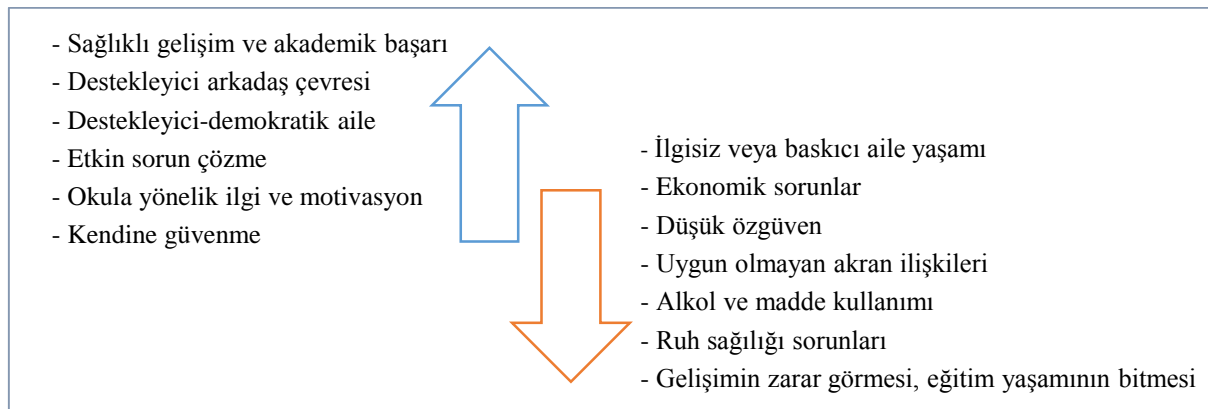 - Sağlıklı gelişim ve akademik başarı
- Destekleyici arkadaş çevresi
- Destekleyici-demokratik aile
- Etkin sorun çözme
- Okula yönelik ilgi ve motivasyon
- Kendine güvenme
- İlgisiz veya baskıcı aile yaşamı
- Ekonomik sorunlar
- Düşük özgüven
- Uygun olmayan akran ilişkileri
- Alkol ve madde kullanımı
- Ruh sağılığı sorunları
- Gelişimin zarar görmesi, eğitim yaşamının bitmesi